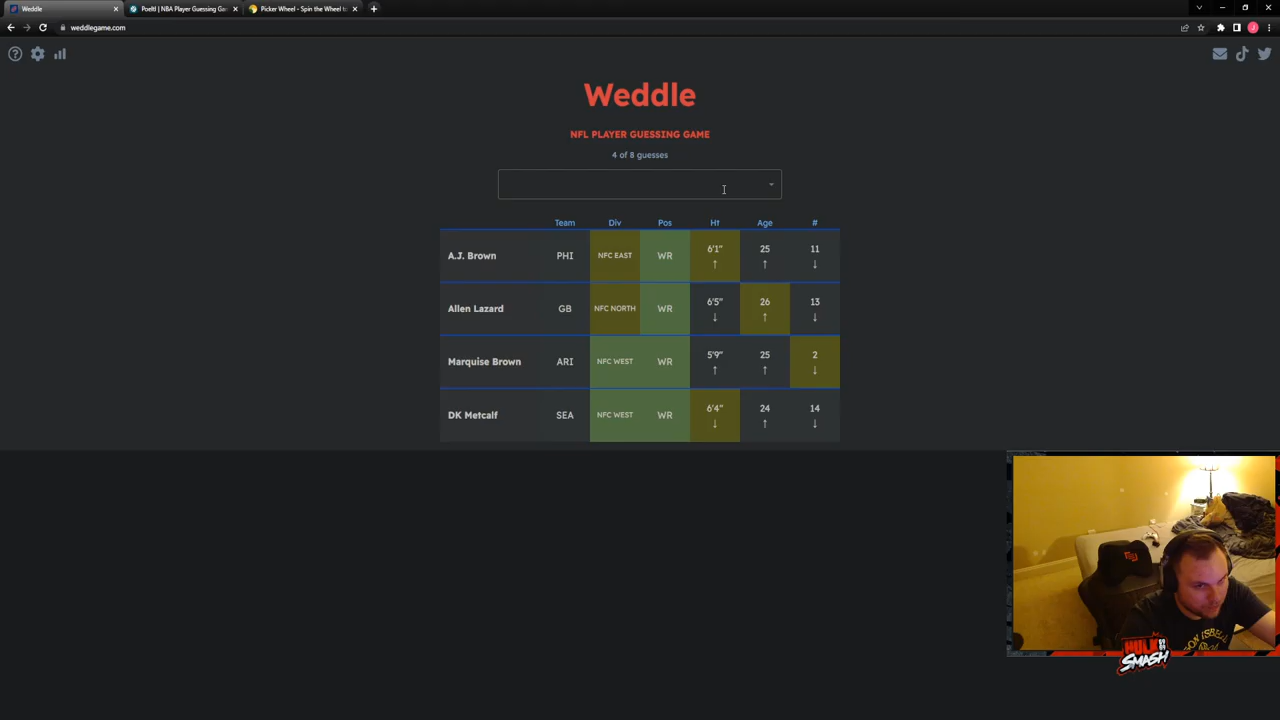 Weddle
Poeltl | NBA Player Guessing Ga
Picker Wheel - Spin the Wheel to
weddlegame.com
J
Weddle
NFL PLAYER GUESSING GAME
4 of 8 guesses
Team Div Pos Ht Age #
A.J. Brown PHI NFC EAST WR 6'1" ↑ 25 ↑ 11 ↓
Allen Lazard GB NFC NORTH WR 6'5" ↓ 26 ↑ 13 ↓
Marquise Brown ARI NFC WEST WR 5'9" ↑ 25 ↑ 2 ↓
DK Metcalf SEA NFC WEST WR 6'4" ↓ 24 ↑ 14 ↓
HULK
SMASH